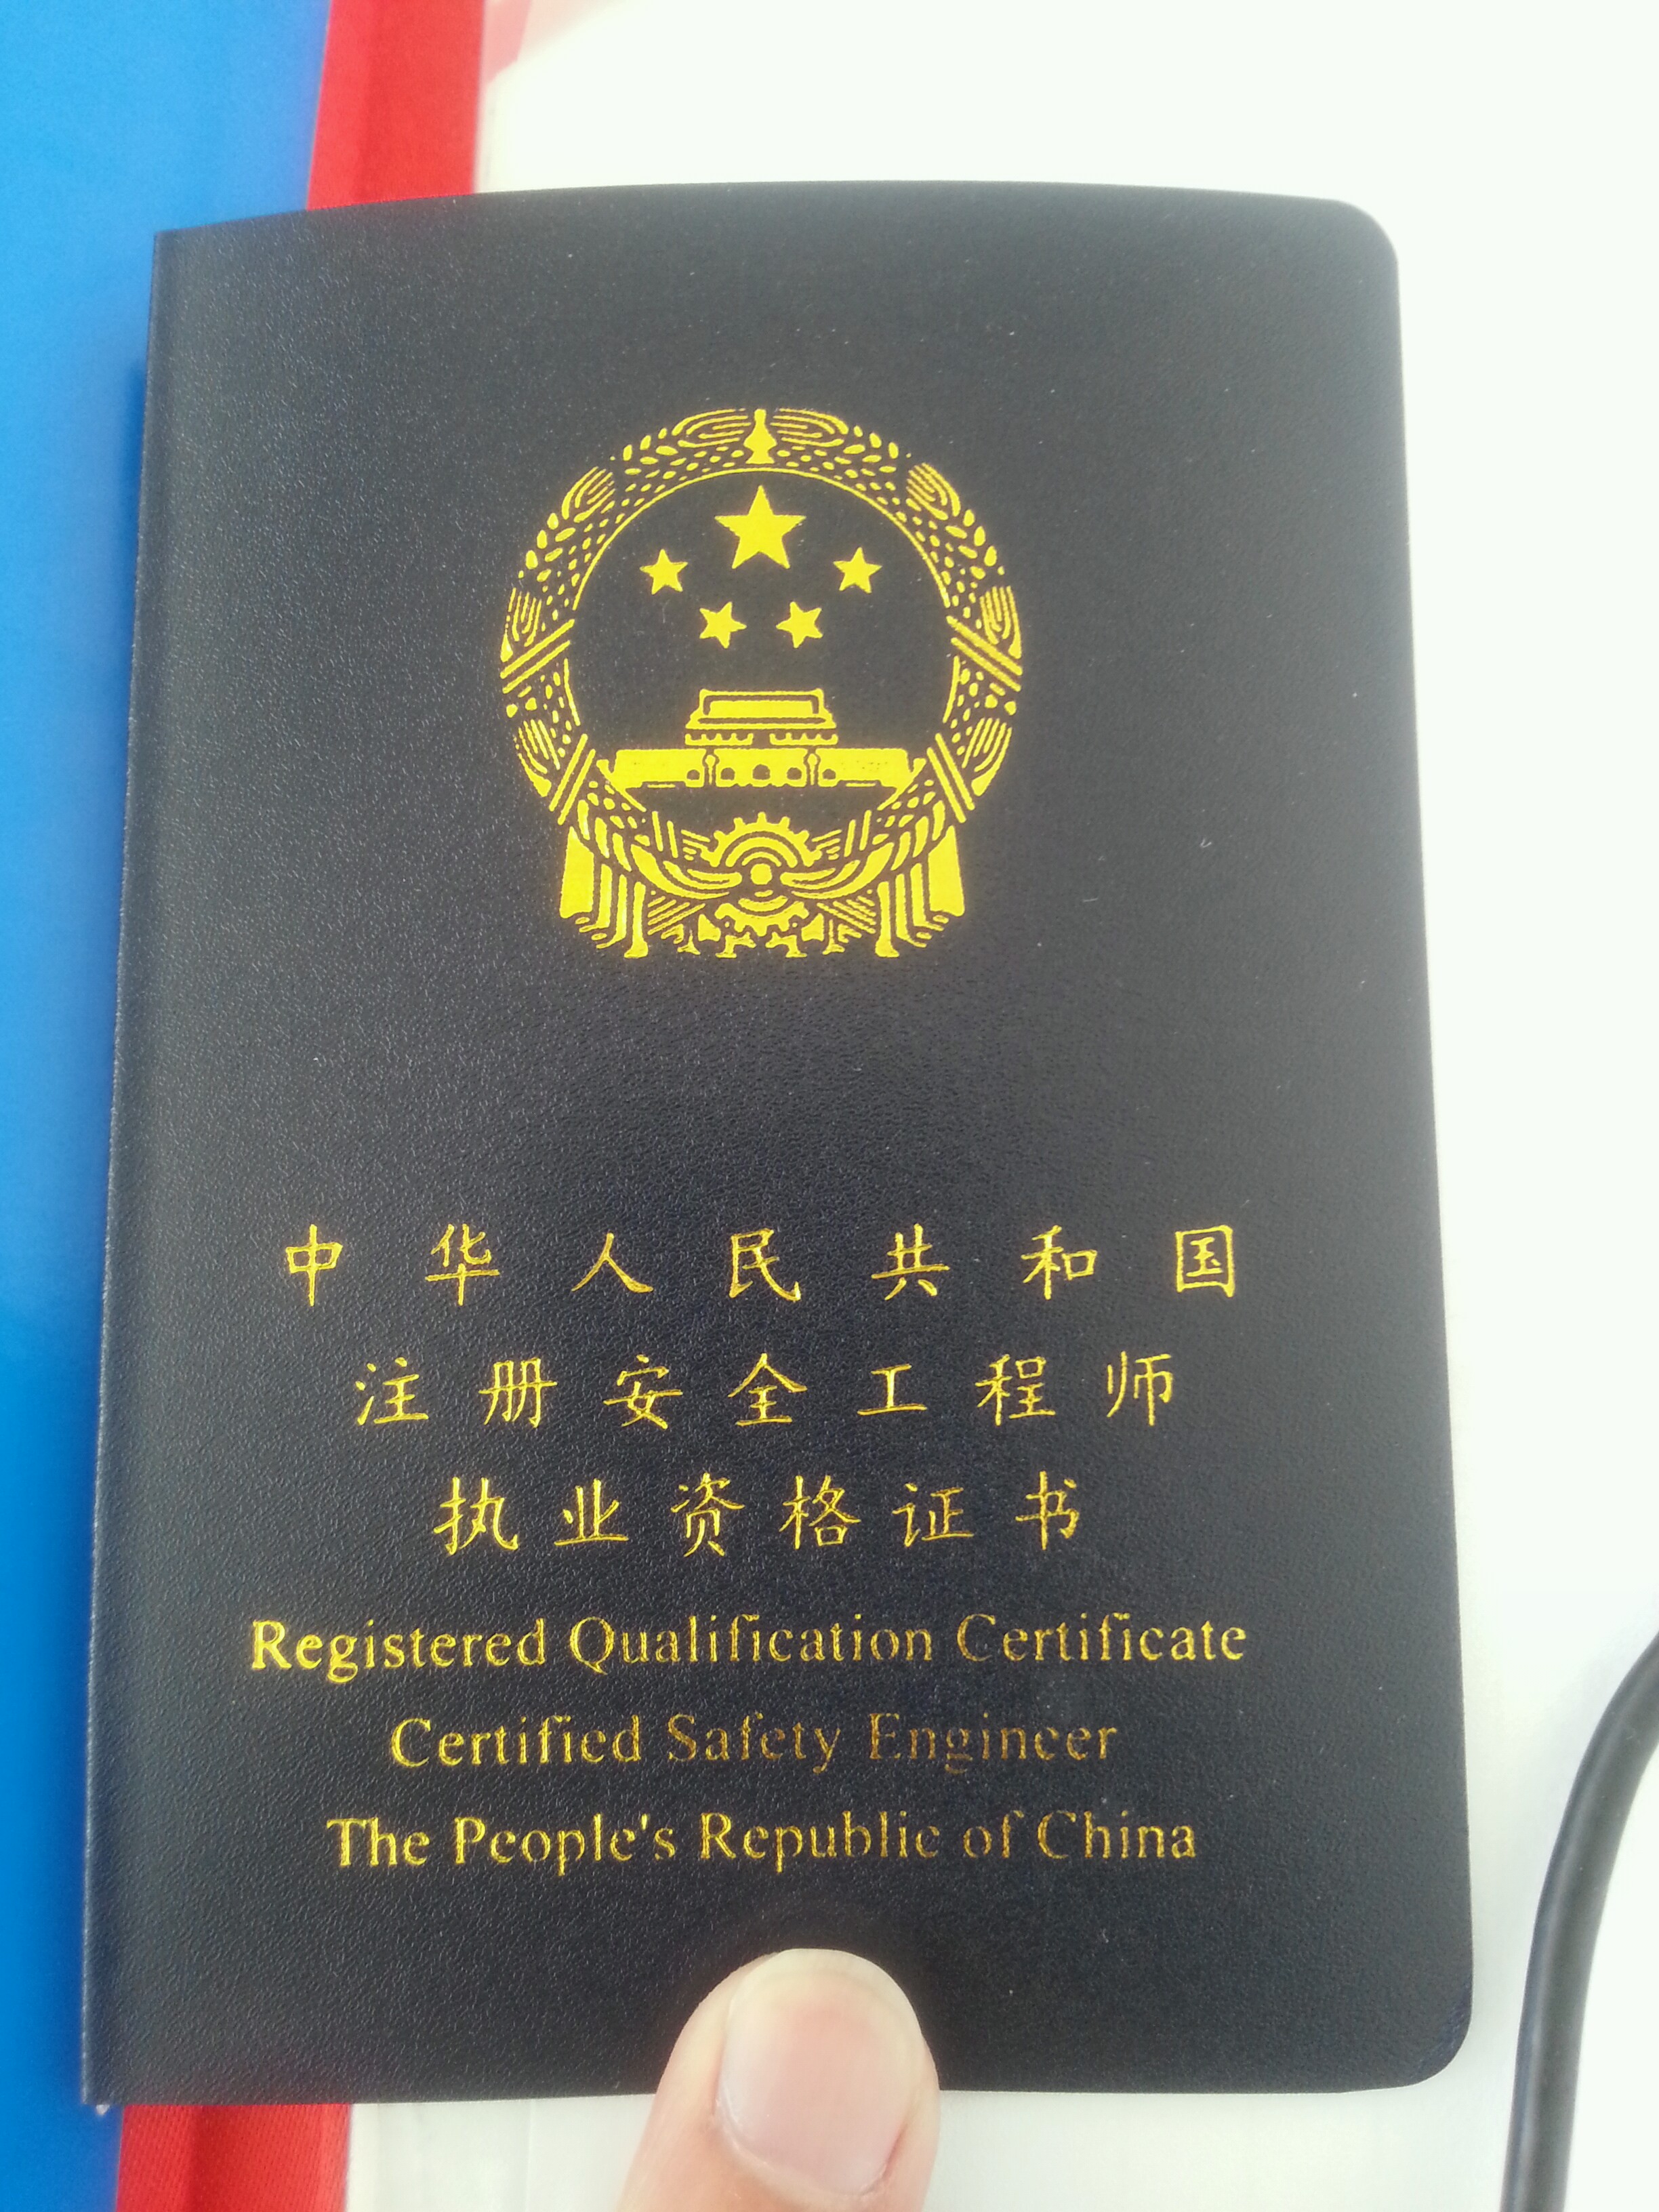 中华人民共和国
注册安全工程师
执业资格证书
Registered Qualification Certificate
Certified Safety Engineer
The People's Republic of China